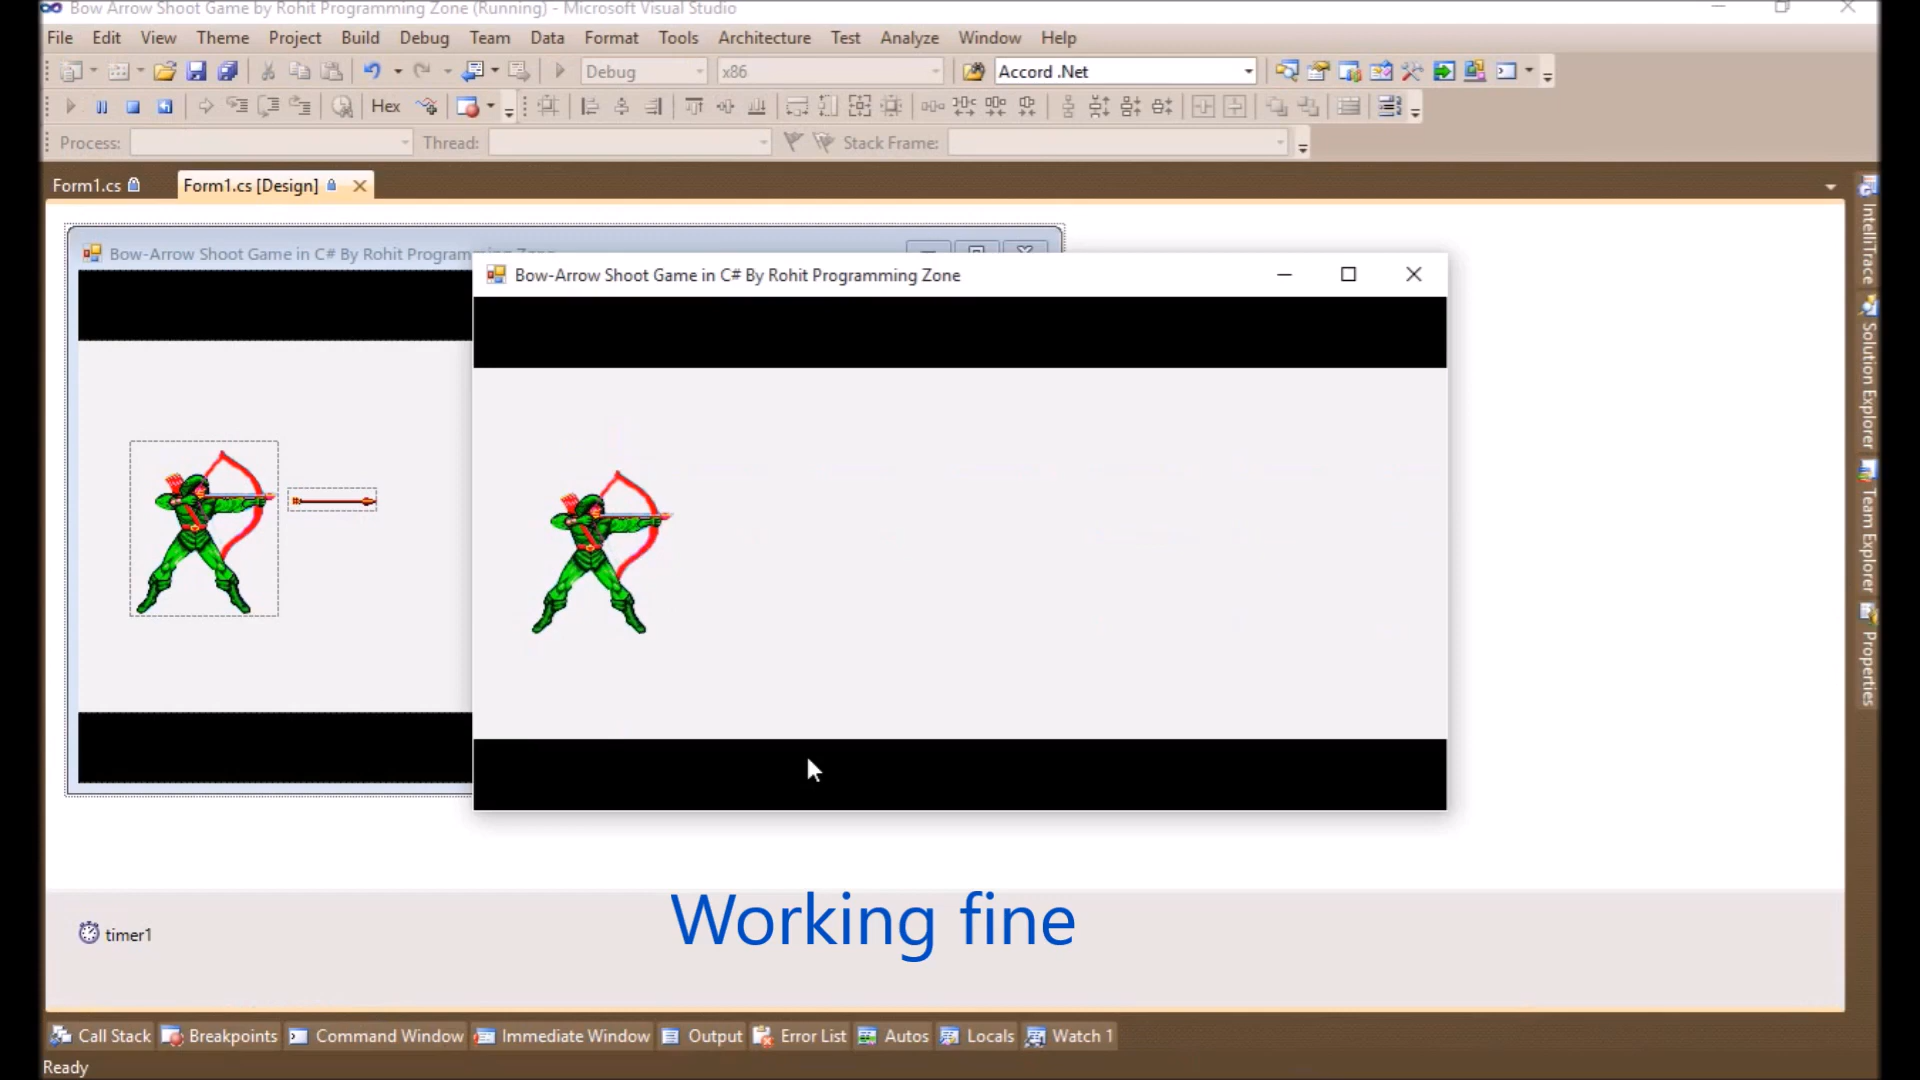 Bow Arrow Shoot Game by Rohit Programming Zone (Running) - Microsoft Visual Studio
File Edit View Theme Project Build Debug Team Data Format Tools Architecture Test Analyze Window Help
Debug x86 Accord .Net
Hex
Process: Thread: Stack Frame:
Form1.cs Form1.cs [Design]
Bow-Arrow Shoot Game in C# By Rohit Programming Zone
Bow-Arrow Shoot Game in C# By Rohit Programming Zone
IntelliTrace
Solution Explorer
Team Explorer
Properties
Working fine
timer1
Call Stack Breakpoints Command Window Immediate Window Output Error List Autos Locals Watch 1
Ready